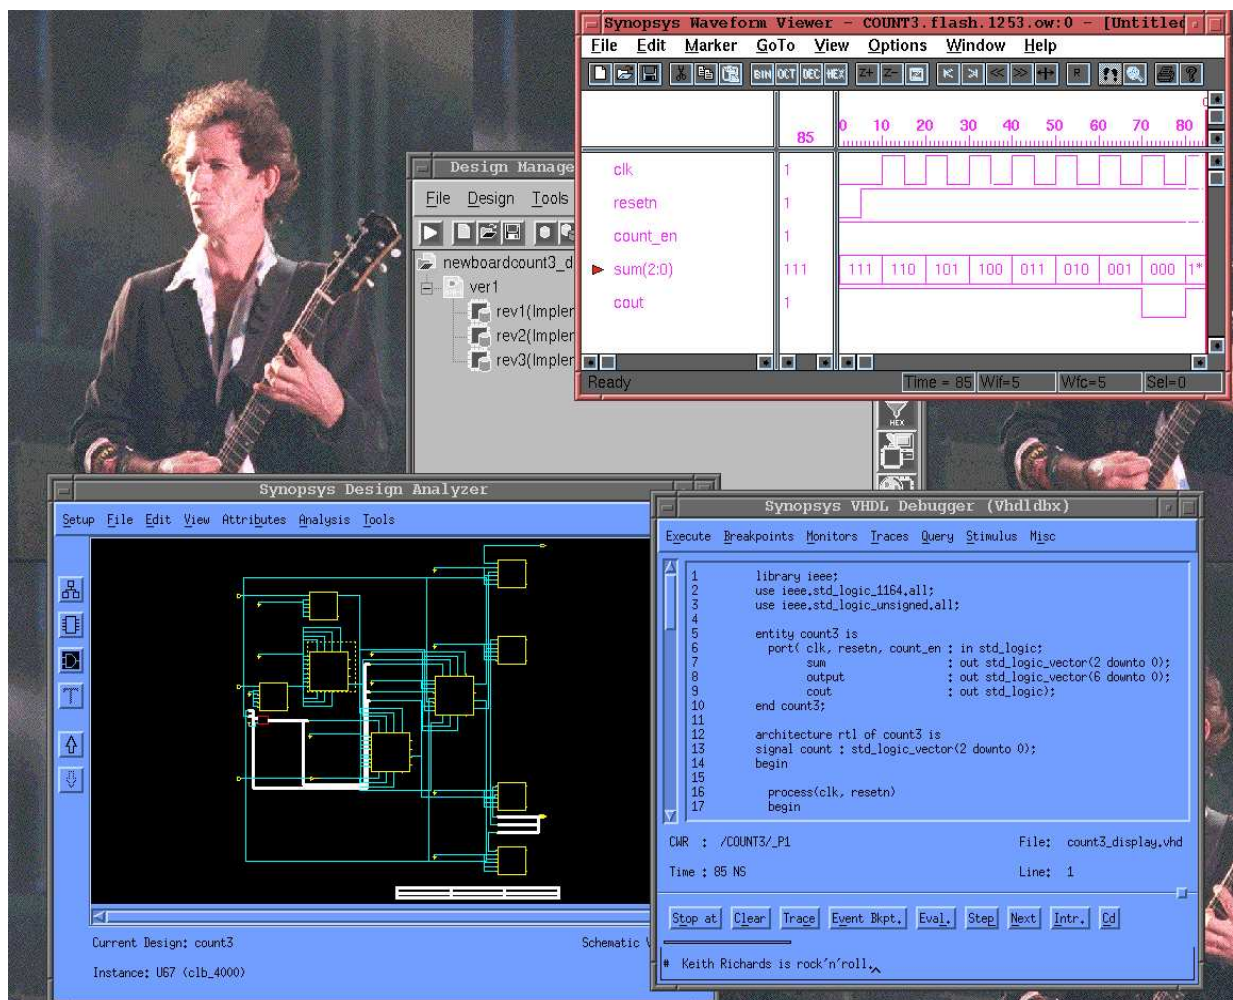 Synopsys Waveform Viewer - COUNT3.flash.1253.ow:0 - [Untitled
File Edit Marker GoTo View Options Window Help
BIN OCT DEC HEX Z+ Z- R ?
85 0 10 20 30 40 50 60 70 80
clk 1
resetn 1
count_en 1
sum(2:0) 111 111 110 101 100 011 010 001 000 1*
cout 1
Ready Time = 85 Wif=5 Wfc=5 Sel=0
Design Manage
File Design Tools
newboardcount3_d
ver1
rev1(Implen
rev2(Implen
rev3(Implen
HEX
Synopsys Design Analyzer
Setup File Edit View Attributes Analysis Tools
Current Design: count3 Schematic V
Instance: U67 (clb_4000)
Synopsys VHDL Debugger (Vhdldbx)
Execute Breakpoints Monitors Traces Query Stimulus Misc
1 library ieee;
2 use ieee.std_logic_1164.all;
3 use ieee.std_logic_unsigned.all;
4
5 entity count3 is
6 port( clk, resetn, count_en : in std_logic;
7 sum : out std_logic_vector(2 downto 0);
8 output : out std_logic_vector(6 downto 0);
9 cout : out std_logic);
10 end count3;
11
12 architecture rtl of count3 is
13 signal count : std_logic_vector(2 downto 0);
14 begin
15
16 process(clk, resetn)
17 begin
CWR : /COUNT3/_P1 File: count3_display.vhd
Time : 85 NS Line: 1
Stop at Clear Trace Event Bkpt. Eval. Step Next Intr. Cd
# Keith Richards is rock'n'roll.